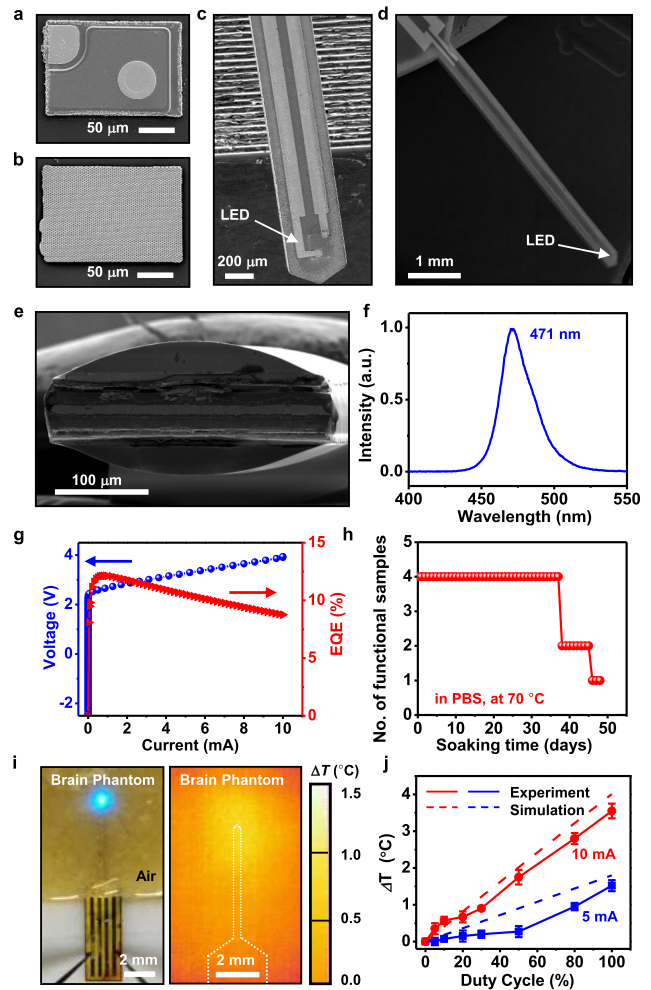 a
50 μm
b
50 μm
c
LED
200 μm
d
LED
1 mm
e
100 μm
f
471 nm
Intensity (a.u.)
1.0
0.5
0.0
400 450 500 550
Wavelength (nm)
g
Voltage (V)
4
2
0
-2
15
10
5
0
EQE (%)
0 2 4 6 8 10
Current (mA)
h
No. of functional samples
5
4
3
2
1
0
in PBS, at 70 °C
0 10 20 30 40 50
Soaking time (days)
i
Brain Phantom
Air
2 mm
Brain Phantom
2 mm
ΔT (°C)
1.5
1.0
0.5
0.0
j
ΔT (°C)
4
3
2
1
0
Experiment
Simulation
10 mA
5 mA
0 20 40 60 80 100
Duty Cycle (%)